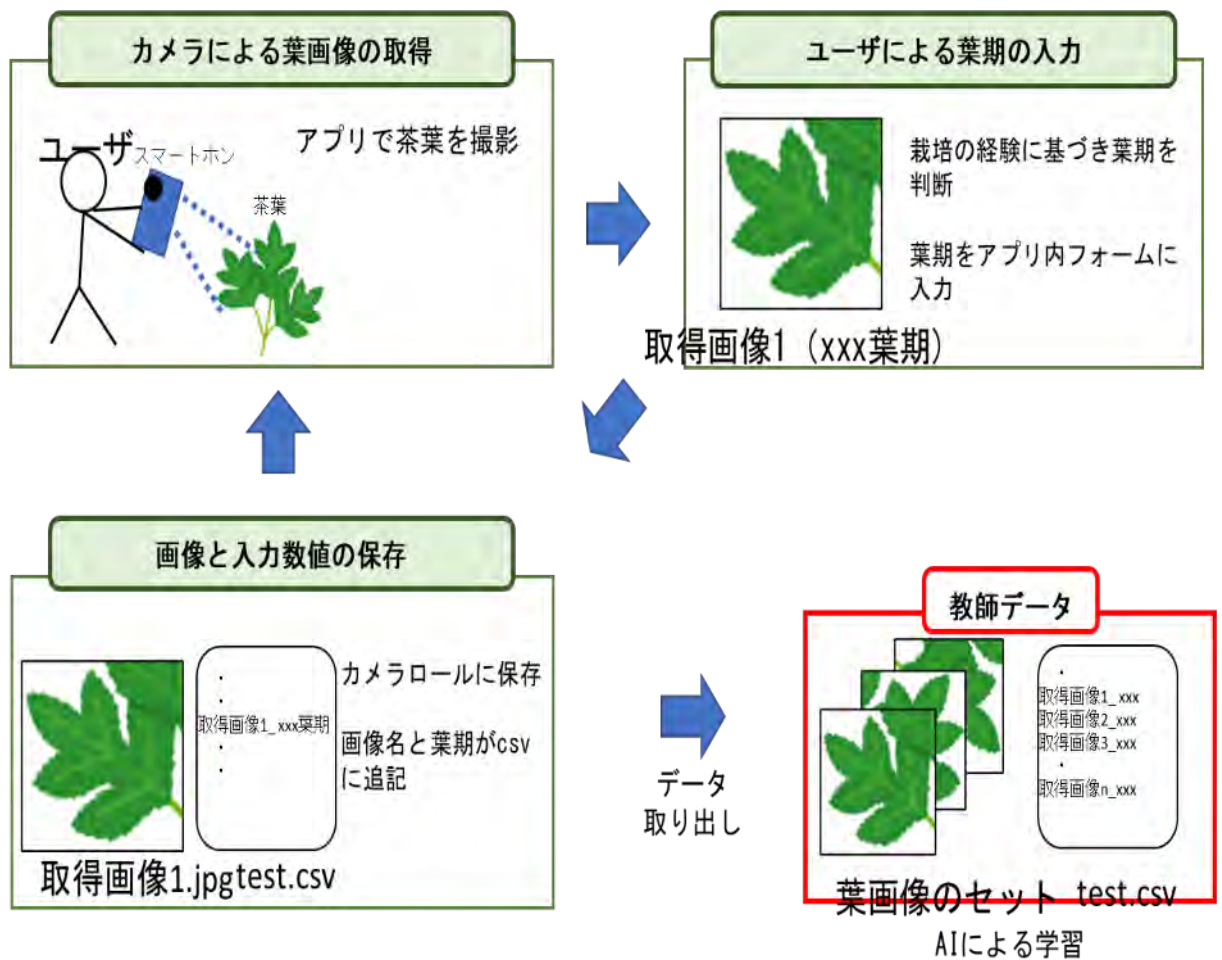 カメラによる葉画像の取得
ユーザ
スマートホン
アプリで茶葉を撮影
茶葉
ユーザによる葉期の入力
栽培の経験に基づき葉期を
判断
葉期をアプリ内フォームに
入力
取得画像1（xxx葉期）
画像と入力数値の保存
・
・
取得画像1_xxx葉期
・
・
カメラロールに保存
画像名と葉期がcsv
に追記
取得画像1.jpg
test.csv
データ
取り出し
教師データ
・
取得画像1_xxx
取得画像2_xxx
取得画像3_xxx
・
取得画像n_xxx
葉画像のセット
test.csv
AIによる学習